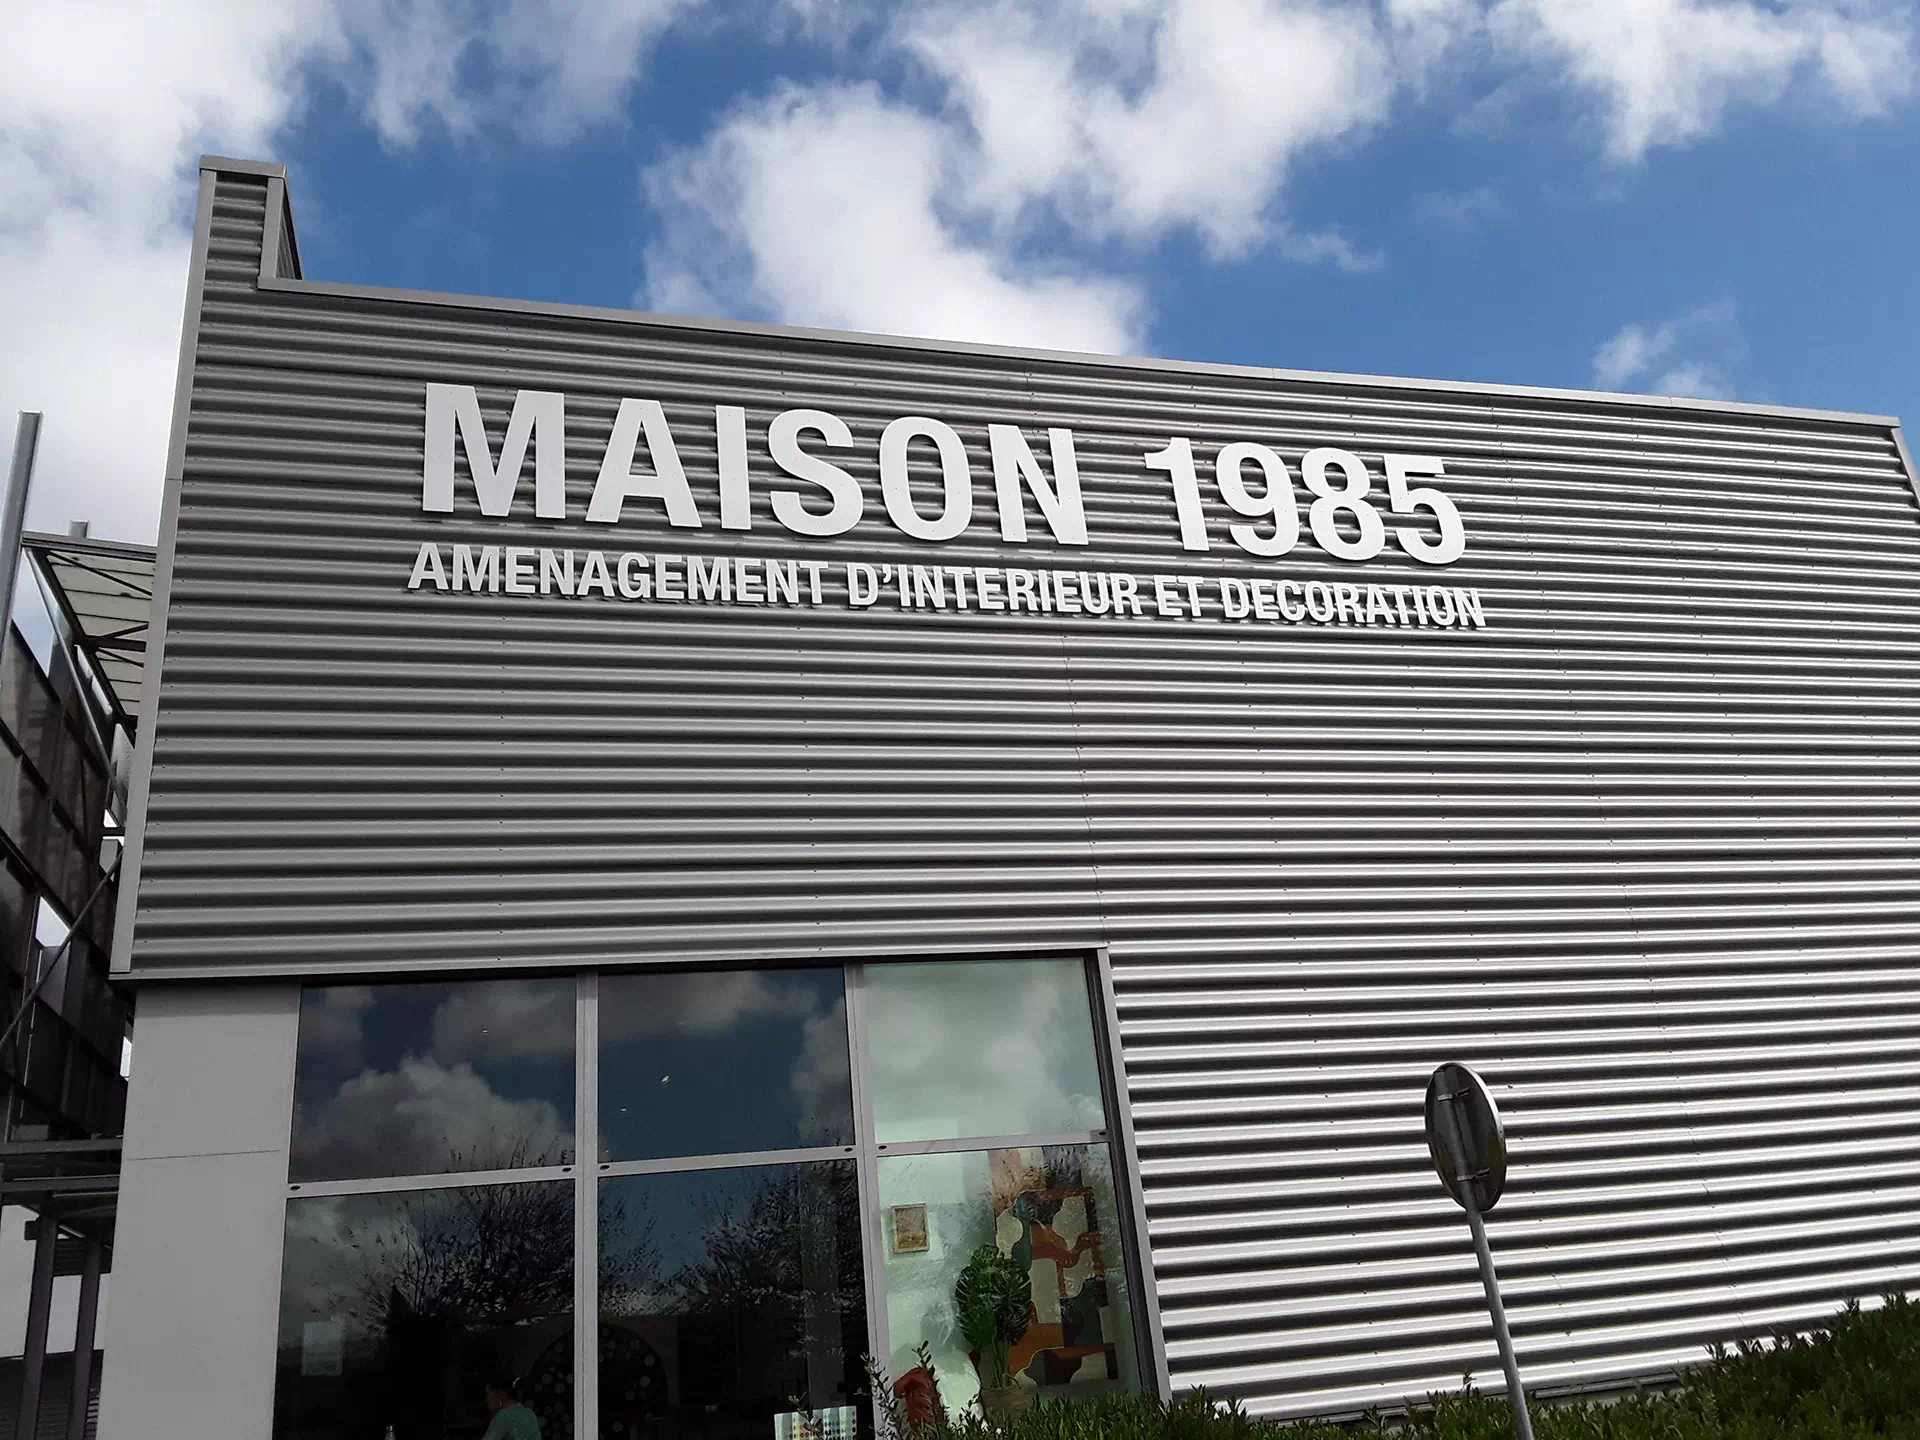 MAISON 1985
AMENAGEMENT D'INTERIEUR ET DECORATION